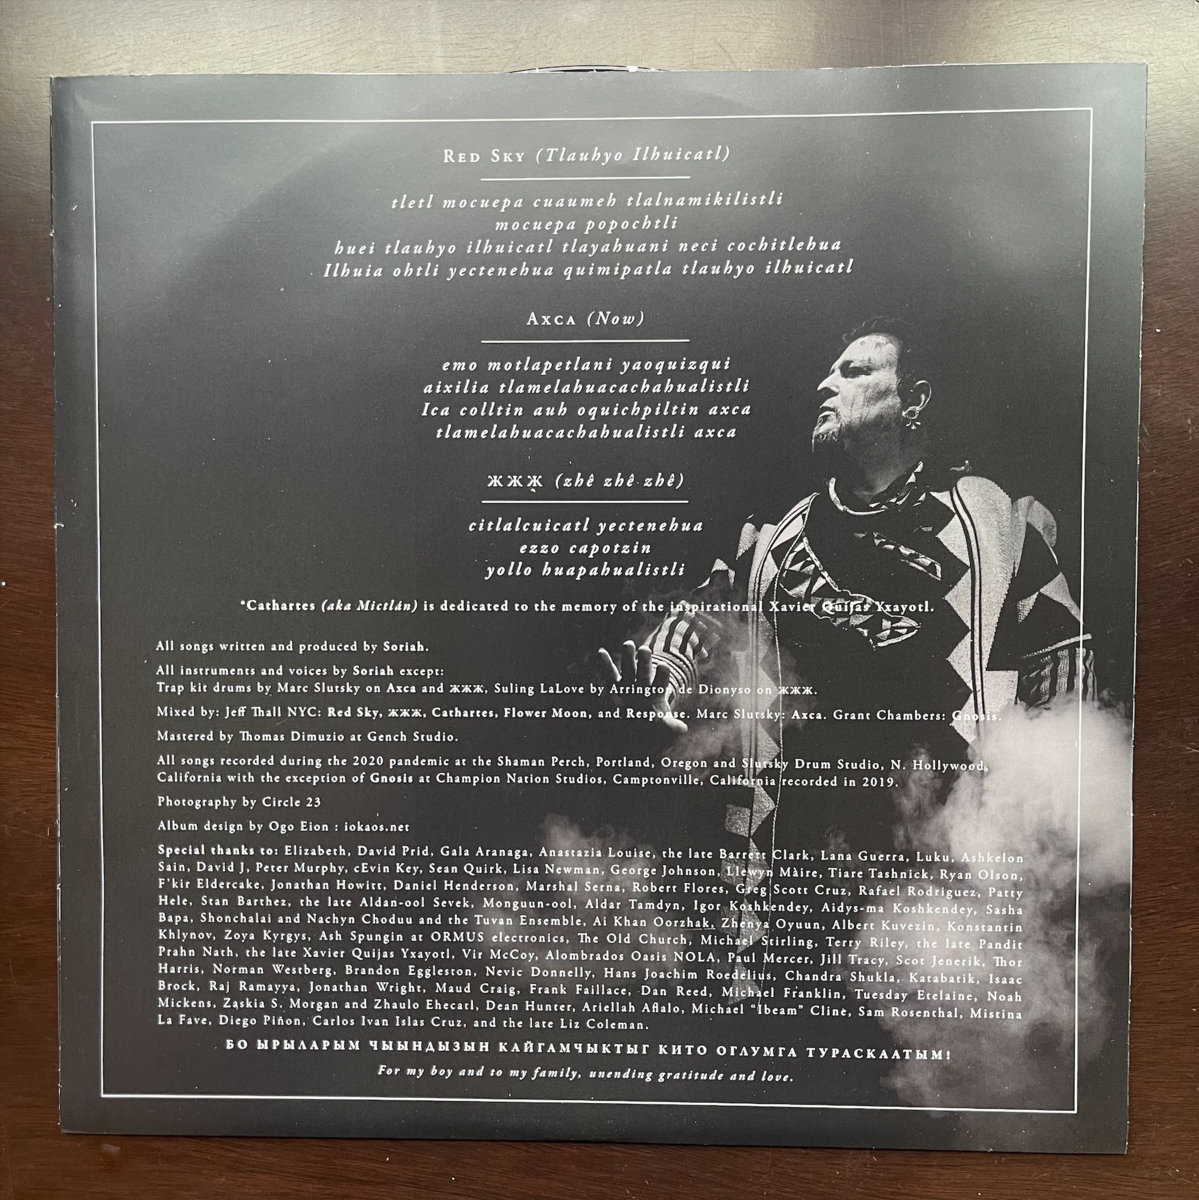 Red Sky (Tlauhyo Ilhuicatl)
tletl mocuepa cuaumeh tlalnamikilistli
mocuepa popochtli
huei tlauhyo ilhuicatl tlayahuani neci cochitlehua
Ilhuia ohtli yectenehua quimipatla tlauhyo ilhuicatl
Axca (Now)
emo motlapetlani yaoquizqui
aixilia tlamelahuacachahualistli
Ica colltin auh oquichpiltin axca
tlamelahuacachahualistli axca
ЖЖЖ (zhê zhê zhê)
citlalcuicatl yectenehua
ezzo capotzin
yollo huapahualistli
*Cathartes (aka Mictlán) is dedicated to the memory of the inspirational Xavier Quijas Yxayotl.
All songs written and produced by Soriah.
All instruments and voices by Soriah except:
Trap kit drums by Marc Slutsky on Axca and жжж, Suling LaLove by Arrington de Dionyso on жжж.
Mixed by: Jeff Thall NYC: Red Sky, жжж, Cathartes, Flower Moon, and Response. Marc Slutsky: Axca. Grant Chambers: Gnosis.
Mastered by Thomas Dimuzio at Gench Studio.
All songs recorded during the 2020 pandemic at the Shaman Perch, Portland, Oregon and Slutsky Drum Studio, N. Hollywood,
California with the exception of Gnosis at Champion Nation Studios, Camptonville, California recorded in 2019.
Photography by Circle 23
Album design by Ogo Eion : iokaos.net
Special thanks to: Elizabeth, David Prid, Gala Aranaga, Anastazia Louise, the late Barrett Clark, Lana Guerra, Luku, Ashkelon
Sain, David J, Peter Murphy, cEvin Key, Sean Quirk, Lisa Newman, George Johnson, Llewyn Màire, Tiare Tashnick, Ryan Olson,
F'kir Eldercake, Jonathan Howitt, Daniel Henderson, Marshal Serna, Robert Flores, Greg Scott Cruz, Rafael Rodriguez, Patty
Hele, Stan Barthez, the late Aldan-ool Sevek, Monguun-ool, Aldar Tamdyn, Igor Koshkendey, Aidys-ma Koshkendey, Sasha
Bapa, Shonchalai and Nachyn Choduu and the Tuvan Ensemble, Ai Khan Oorzhak, Zhenya Oyuun, Albert Kuvezin, Konstantin
Khlynov, Zoya Kyrgys, Ash Spungin at ORMUS electronics, The Old Church, Michael Stirling, Terry Riley, the late Pandit
Prahn Nath, the late Xavier Quijas Yxayotl, Vir McCoy, Alombrados Oasis NOLA, Paul Mercer, Jill Tracy, Scot Jenerik, Thor
Harris, Norman Westberg, Brandon Eggleston, Nevic Donnelly, Hans Joachim Roedelius, Chandra Shukla, Katabatik, Isaac
Brock, Raj Ramayya, Jonathan Wright, Maud Craig, Frank Faillace, Dan Reed, Michael Franklin, Tuesday Etelaine, Noah
Mickens, Zaskia S. Morgan and Zhaulo Ehecatl, Dean Hunter, Ariellah Aflalo, Michael “Ibeam” Cline, Sam Rosenthal, Mistina
La Fave, Diego Piñon, Carlos Ivan Islas Cruz, and the late Liz Coleman.
БО ЫРЫЛАРЫМ ЧЫЫНДЫЗЫН КАЙГАМЧЫКТЫГ КИТО ОГЛУМГА ТУРАСКААТЫМ!
For my boy and to my family, unending gratitude and love.